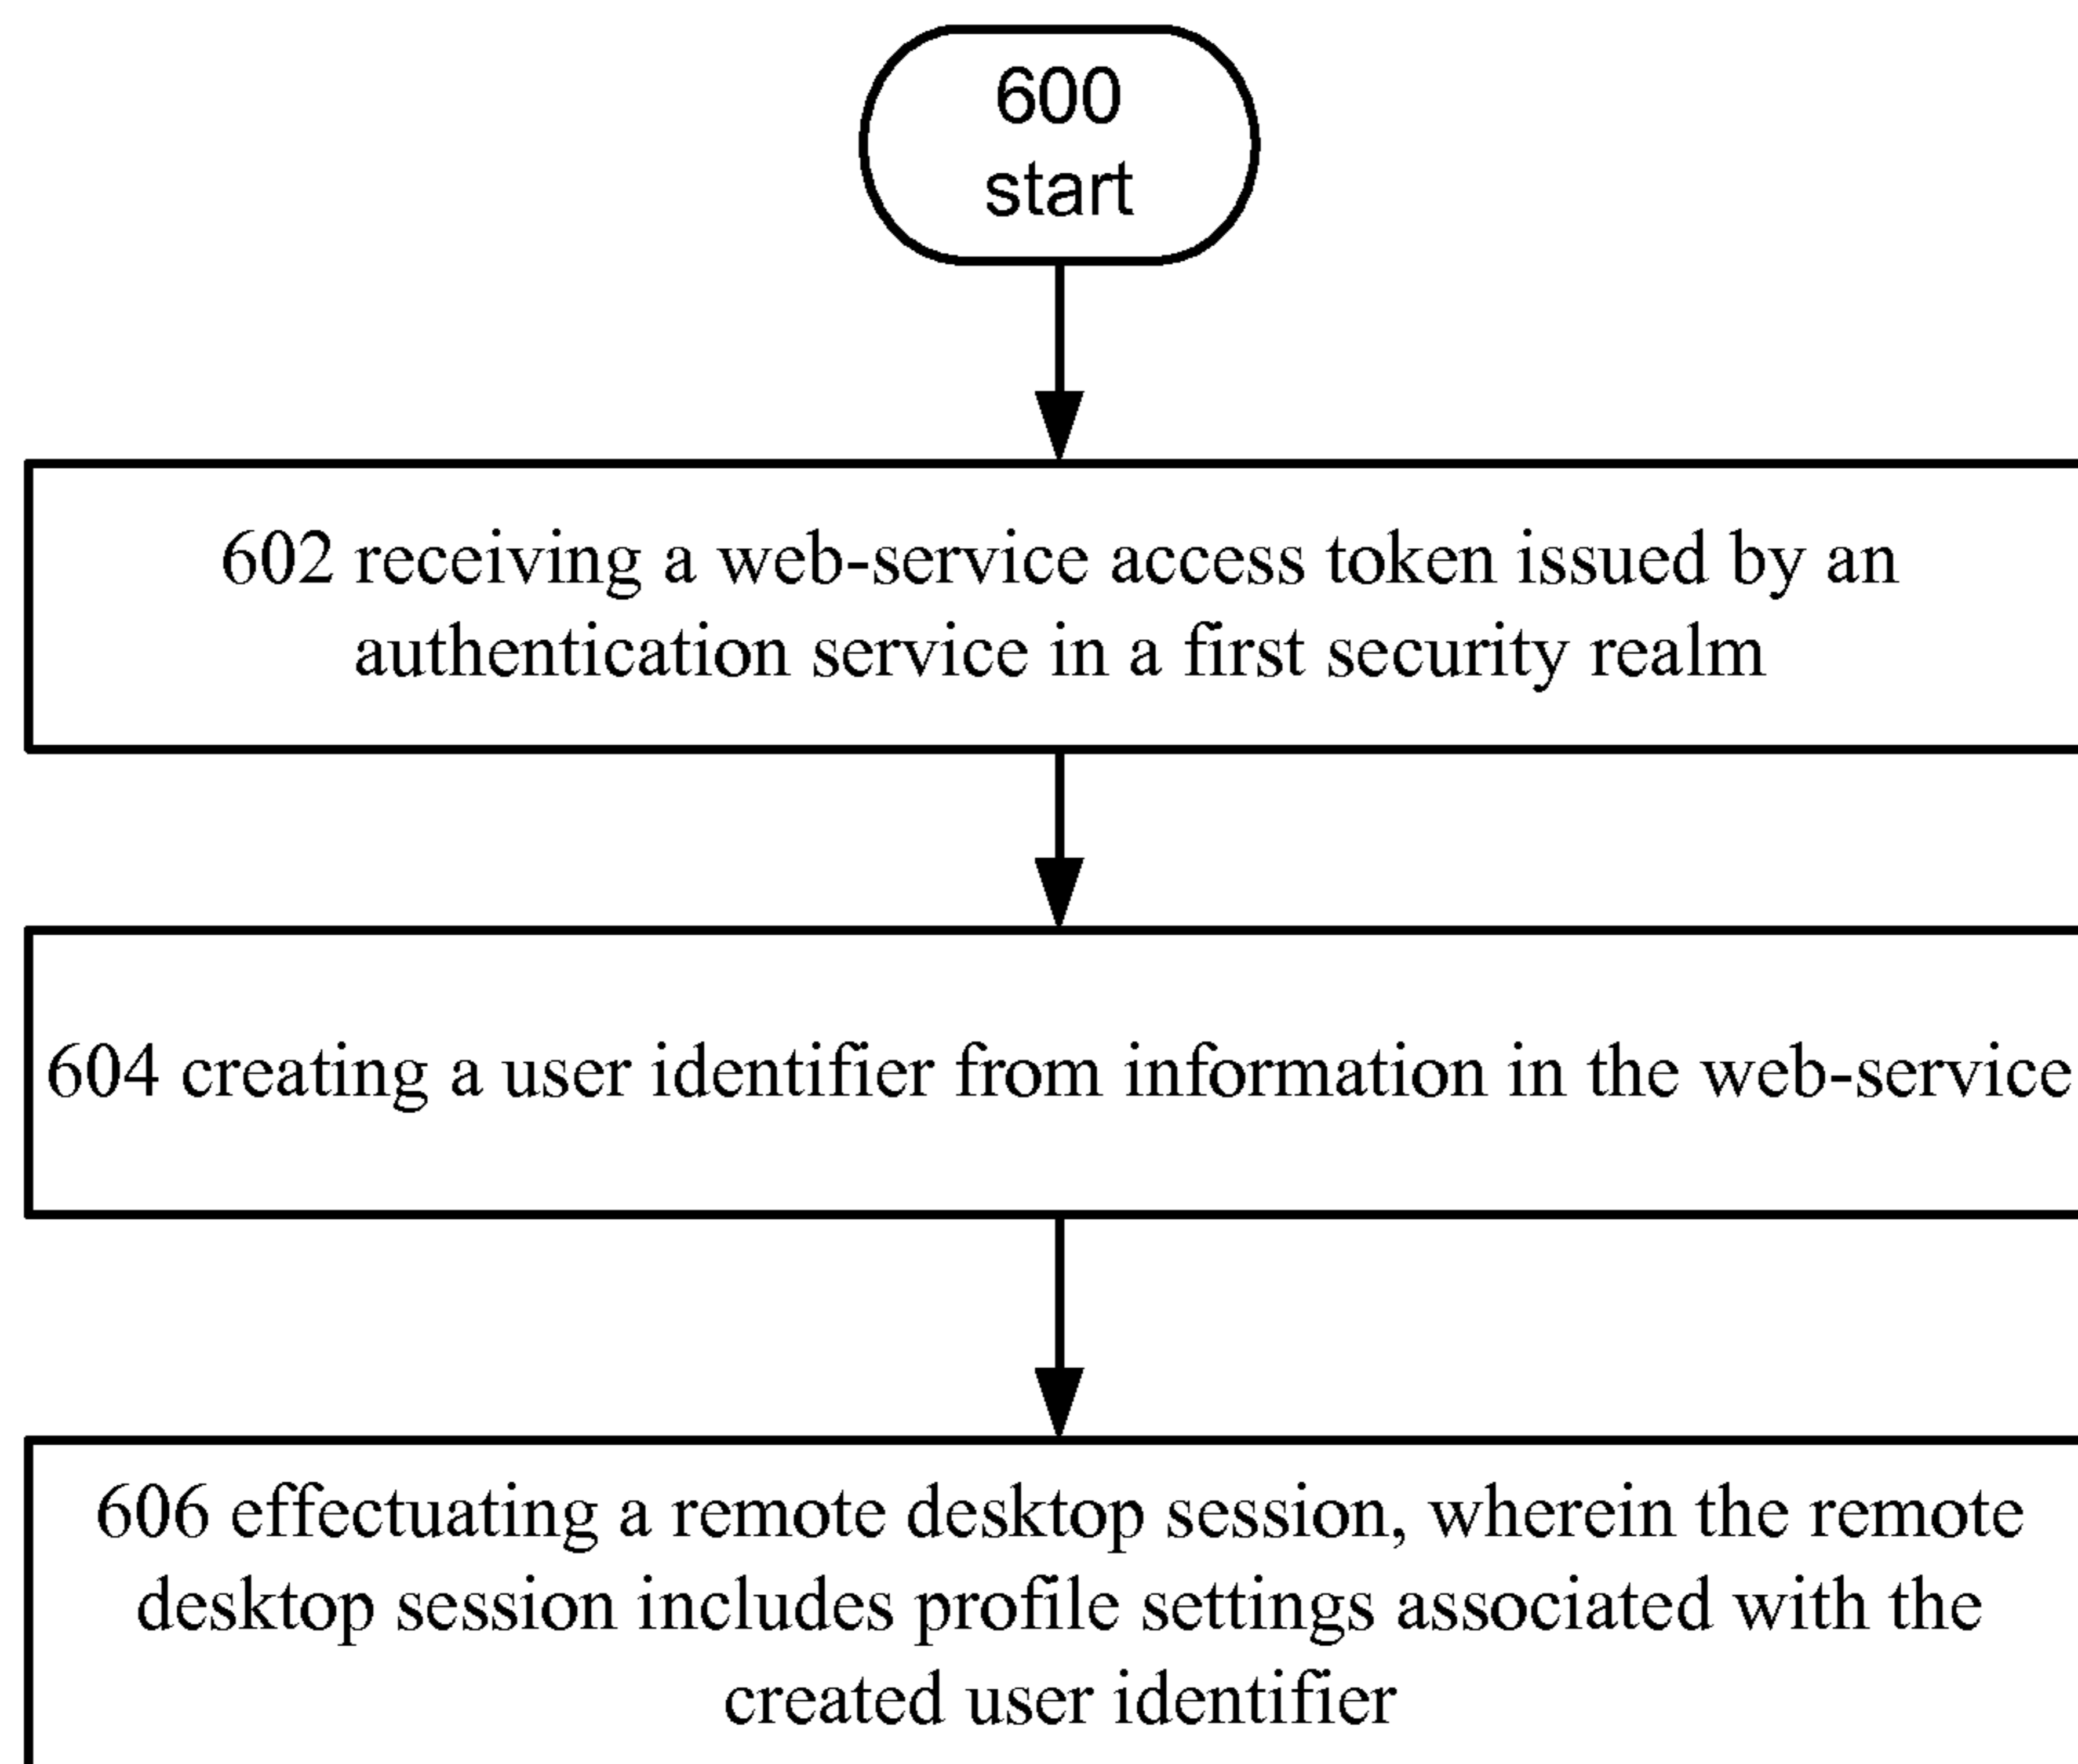 600
start
602 receiving a web-service access token issued by an
authentication service in a first security realm
604 creating a user identifier from information in the web-service
606 effectuating a remote desktop session, wherein the remote
desktop session includes profile settings associated with the
created user identifier